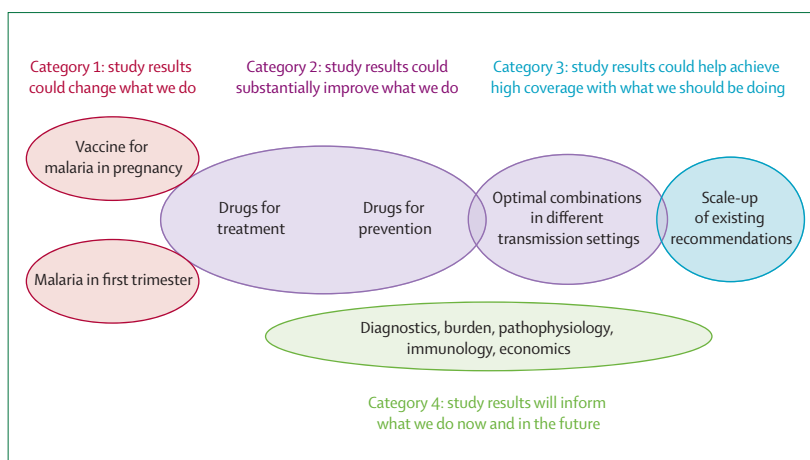 Category 1: study results
could change what we do
Category 2: study results could
substantially improve what we do
Category 3: study results could help achieve
high coverage with what we should be doing
Vaccine for
malaria in pregnancy
Malaria in first trimester
Drugs for
treatment
Drugs for
prevention
Optimal combinations
in different
transmission settings
Scale-up
of existing
recommendations
Diagnostics, burden, pathophysiology,
immunology, economics
Category 4: study results will inform
what we do now and in the future